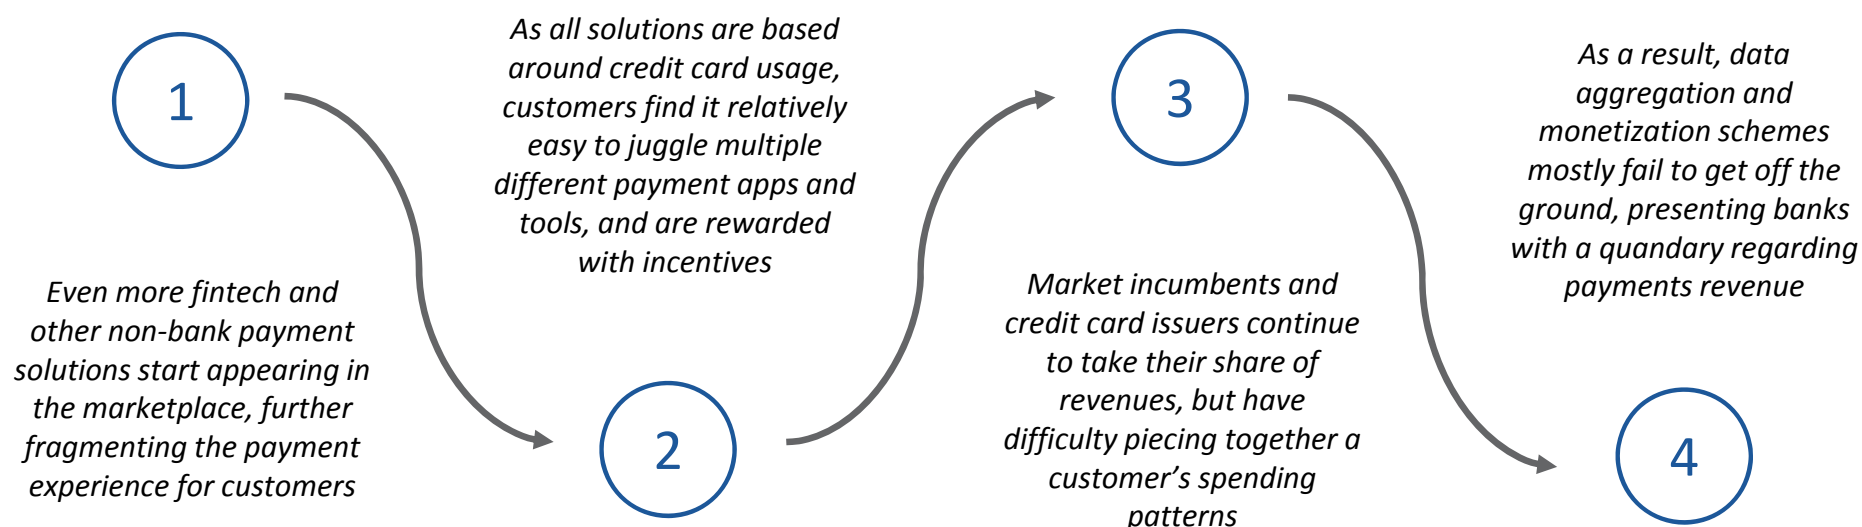 1
Even more fintech and
other non-bank payment
solutions start appearing in
the marketplace, further
fragmenting the payment
experience for customers
As all solutions are based
around credit card usage,
customers find it relatively
easy to juggle multiple
different payment apps and
tools, and are rewarded
with incentives
2
3
Market incumbents and
credit card issuers continue
to take their share of
revenues, but have
difficulty piecing together a
customer’s spending
patterns
As a result, data
aggregation and
monetization schemes
mostly fail to get off the
ground, presenting banks
with a quandary regarding
payments revenue
4